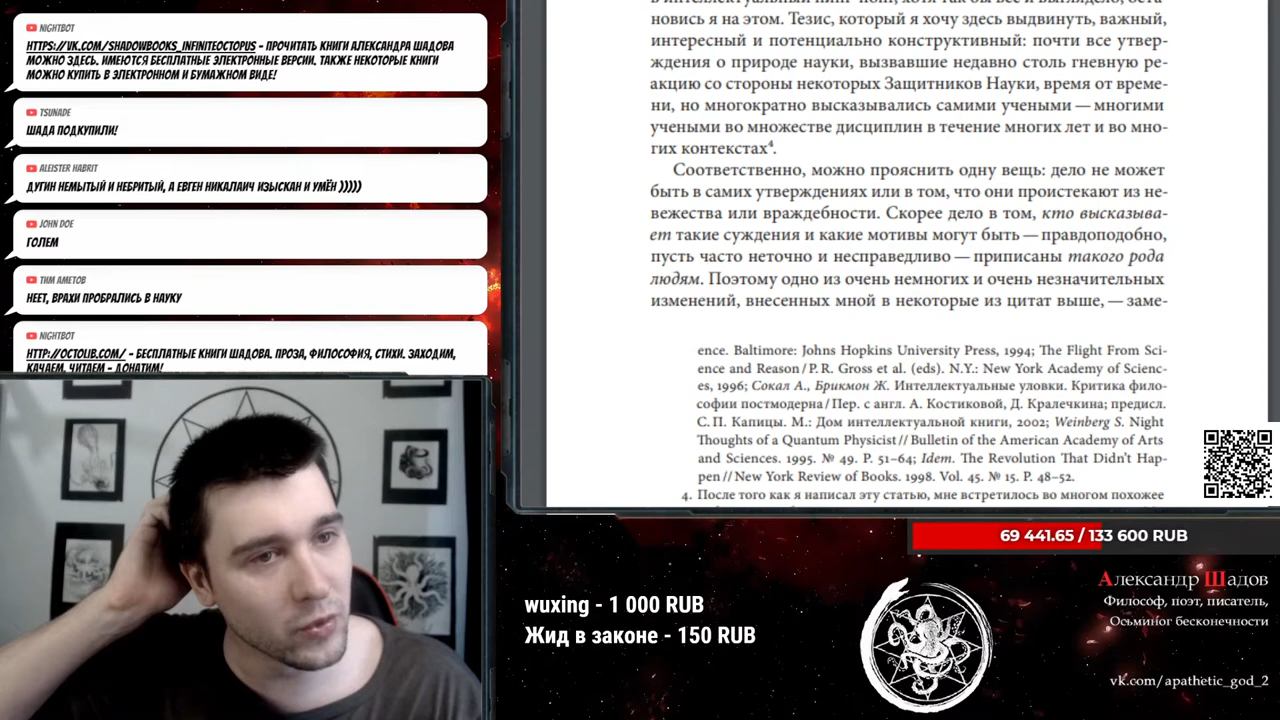 NIGHTBOT
HTTPS://VK.COM/SHADOWBOOKS_INFINITEOCTOPUS – ПРОЧИТАТЬ КНИГИ АЛЕКСАНДРА ШАДОВА
МОЖНО ЗДЕСЬ. ИМЕЮТСЯ БЕСПЛАТНЫЕ ЭЛЕКТРОННЫЕ ВЕРСИИ. ТАКЖЕ НЕКОТОРЫЕ КНИГИ
МОЖНО КУПИТЬ В ЭЛЕКТРОННОМ И БУМАЖНОМ ВИДЕ!
TSUNADE
ШАДА ПОДКУПИЛИ!
ALEISTER HABRIT
ДУГИН НЕМЫТЫЙ И НЕБРИТЫЙ, А ЕВГЕН НИКАЛАИЧ ИЗЫСКАН И УМЁН )))))
JOHN DOE
ГОЛЕМ
ТИМ АМЕТОВ
НЕЕТ, ВРАХИ ПРОБРАЛИСЬ В НАУКУ
NIGHTBOT
HTTP://OCTOLIB.COM/ – БЕСПЛАТНЫЕ КНИГИ ШАДОВА. ПРОЗА, ФИЛОСОФИЯ, СТИХИ. ЗАХОДИМ,
КАЧАЕМ, ЧИТАЕМ – ДОНАТИМ!
новись я на этом. Тезис, который я хочу здесь выдвинуть, важный,
интересный и потенциально конструктивный: почти все утвер-
ждения о природе науки, вызвавшие недавно столь гневную ре-
акцию со стороны некоторых Защитников Науки, время от време-
ни, но многократно высказывались самими учеными — многими
учеными во множестве дисциплин в течение многих лет и во мно-
гих контекстах⁴.
Соответственно, можно прояснить одну вещь: дело не может
быть в самих утверждениях или в том, что они проистекают из не-
вежества или враждебности. Скорее дело в том, кто высказыва-
ет такие суждения и какие мотивы могут быть — правдоподобно,
пусть часто неточно и несправедливо — приписаны такого рода
людям. Поэтому одно из очень немногих и очень незначительных
изменений, внесенных мной в некоторые из цитат выше, — заме-
ence. Baltimore: Johns Hopkins University Press, 1994; The Flight From Sci-
ence and Reason / P. R. Gross et al. (eds). N.Y.: New York Academy of Scienc-
es, 1996; Сокал А., Брикмон Ж. Интеллектуальные уловки. Критика фило-
софии постмодерна / Пер. с англ. А. Костиковой, Д. Кралечкина; предисл.
С. П. Капицы. М.: Дом интеллектуальной книги, 2002; Weinberg S. Night
Thoughts of a Quantum Physicist // Bulletin of the American Academy of Arts
and Sciences. 1995. № 49. P. 51–64; Idem. The Revolution That Didn't Hap-
pen // New York Review of Books. 1998. Vol. 45. № 15. P. 48–52.
4. После того как я написал эту статью, мне встретилось во многом похожее
69 441.65 / 133 600 RUB
wuxing - 1 000 RUB
Жид в законе - 150 RUB
Александр Шадов
Философ, поэт, писатель,
Осьминог бесконечности
vk.com/apathetic_god_2